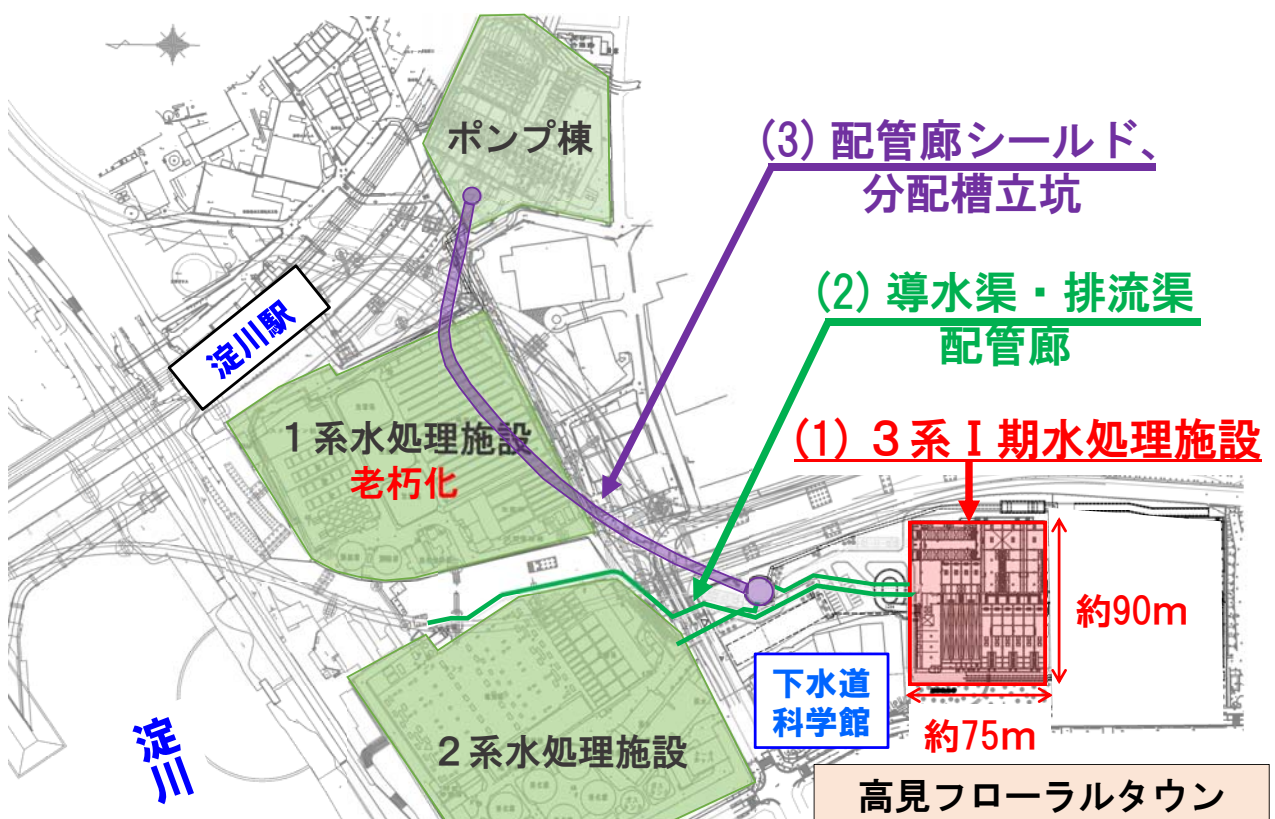 ポンプ棟
(3) 配管廊シールド、
分配槽立坑
(2) 導水渠・排流渠
配管廊
淀川駅
(1) ３系Ⅰ期水処理施設
１系水処理施設
老朽化
約90m
下水道
科学館
約75m
淀川
２系水処理施設
高見フローラルタウン